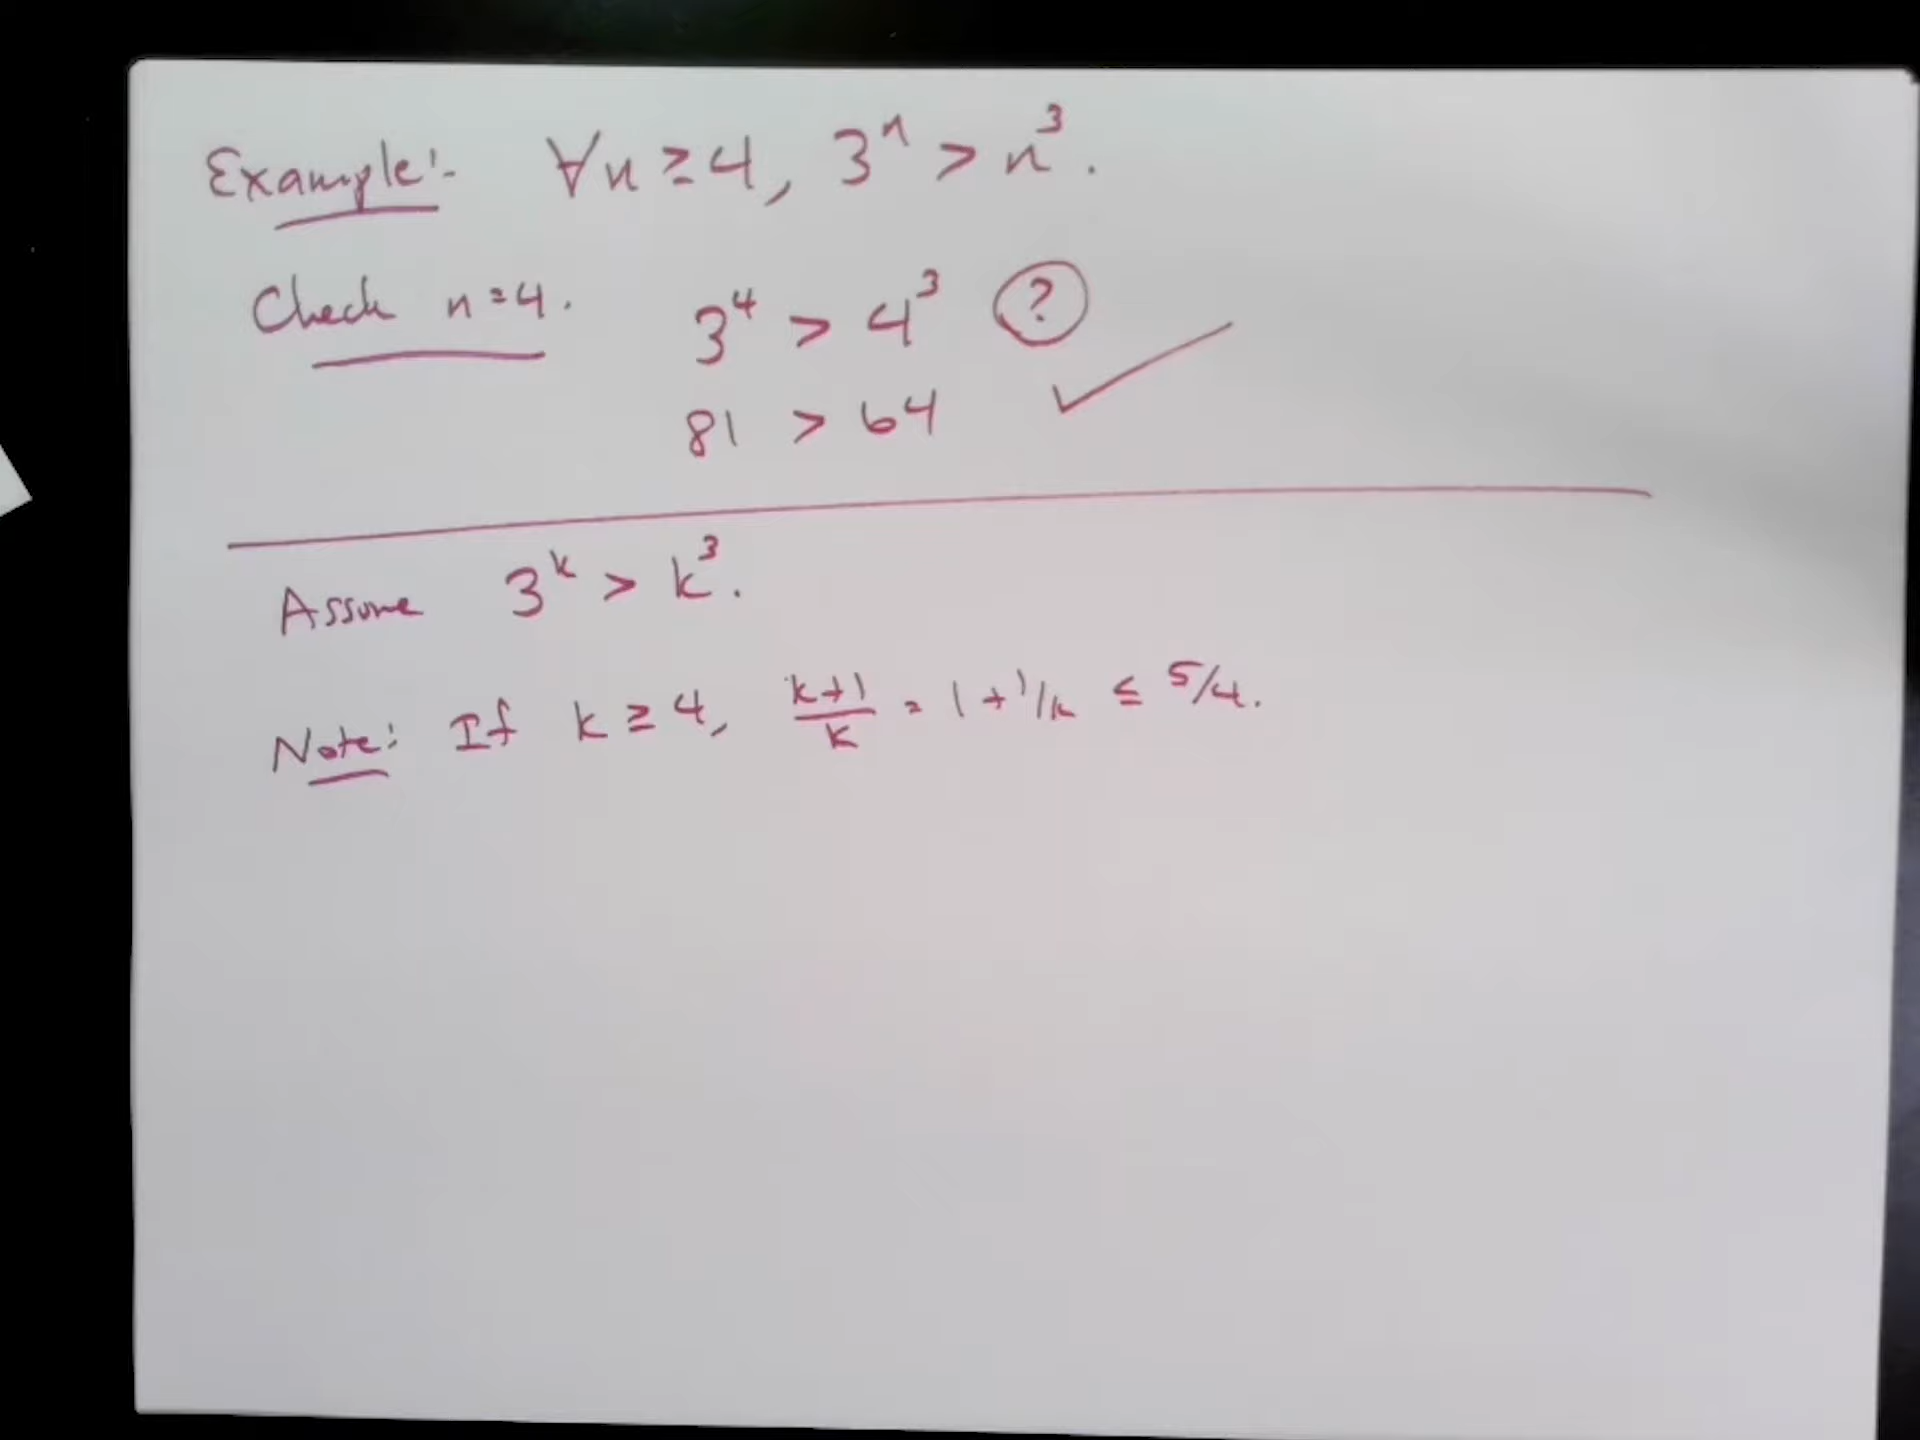 Example:- ∀n ≥ 4, 3ⁿ > n³.
Check n=4. 3⁴ > 4³ ?
81 > 64 ✓
Assume 3ᵏ > k³.
Note: If k ≥ 4, (k+1)/k = 1 + 1/k ≤ 5/4.